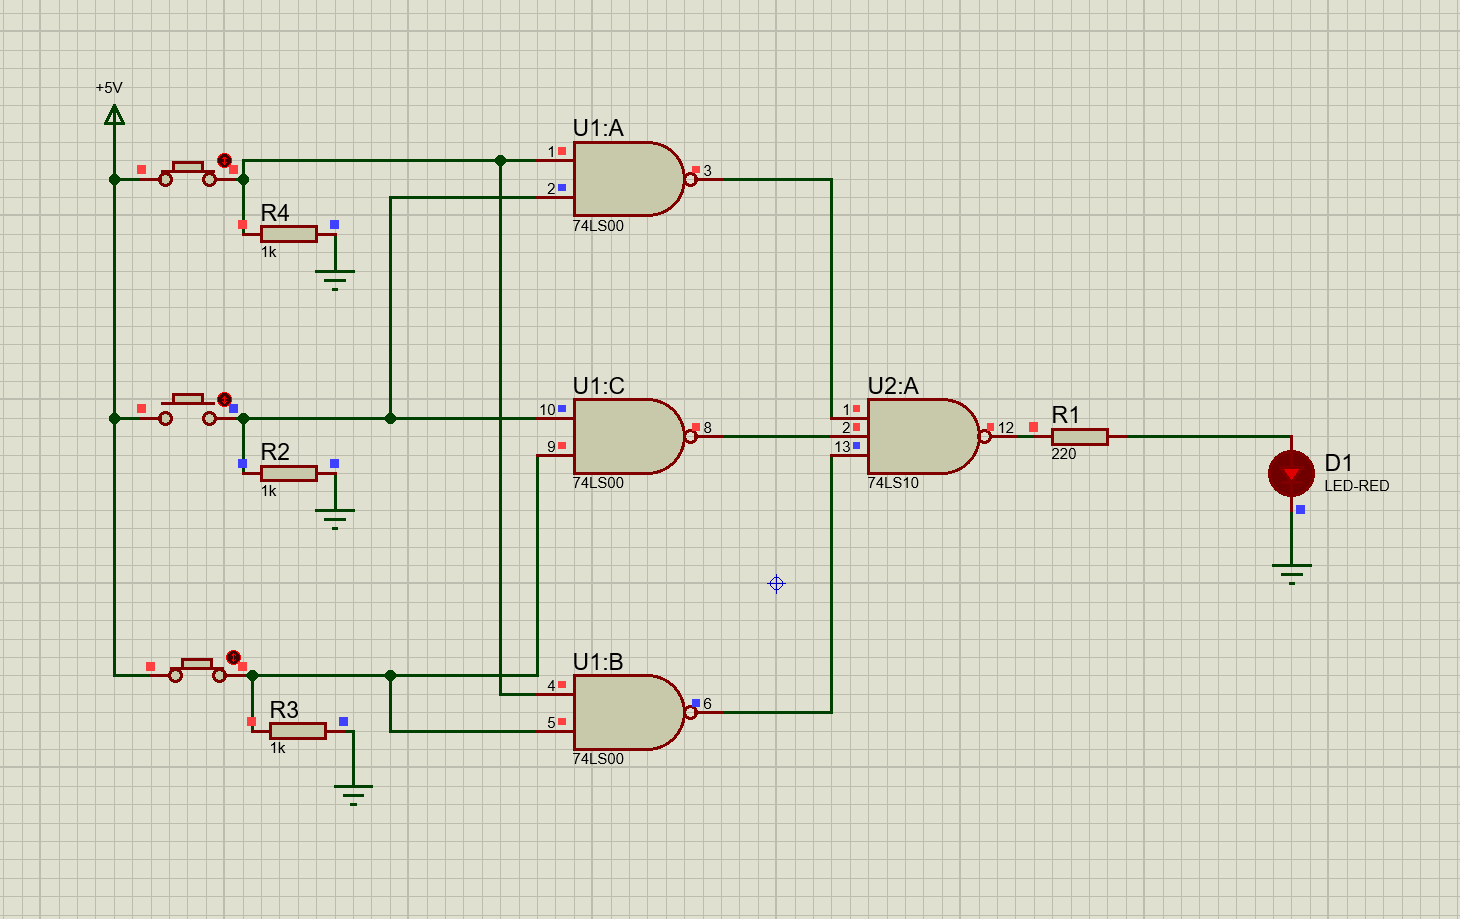 +5V
U1:A
1
3
2
74LS00
R4
1k
U1:C
10
8
9
74LS00
U2:A
1
2
12
13
74LS10
R1
220
D1
LED-RED
R2
1k
U1:B
4
6
5
74LS00
R3
1k